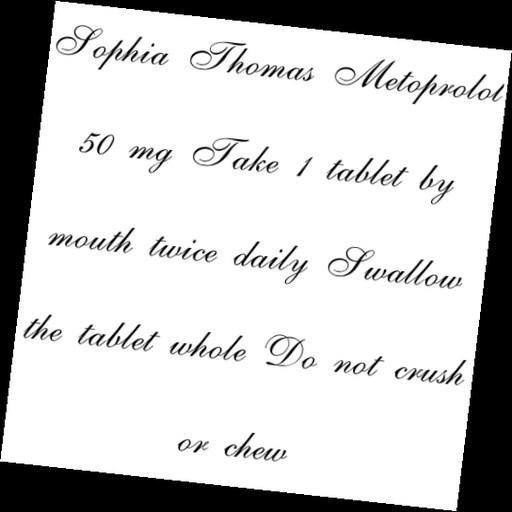 Sophia Thomas Metoprolol
50 mg Take 1 tablet by
mouth twice daily Swallow
the tablet whole Do not crush
or chew